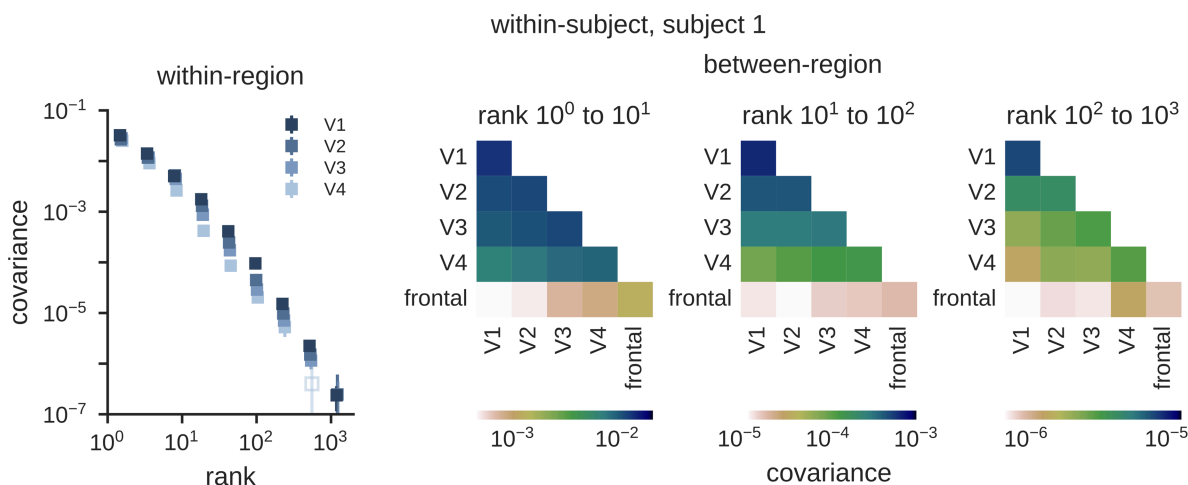 within-subject, subject 1
within-region
between-region
covariance
10⁻¹
10⁻³
10⁻⁵
10⁻⁷
V1
V2
V3
V4
10⁰ 10¹ 10² 10³
rank
rank 10⁰ to 10¹
V1
V2
V3
V4
frontal
V1 V2 V3 V4 frontal
10⁻³ 10⁻²
rank 10¹ to 10²
V1
V2
V3
V4
frontal
V1 V2 V3 V4 frontal
10⁻⁵ 10⁻⁴ 10⁻³
rank 10² to 10³
V1
V2
V3
V4
frontal
V1 V2 V3 V4 frontal
10⁻⁶ 10⁻⁵
covariance